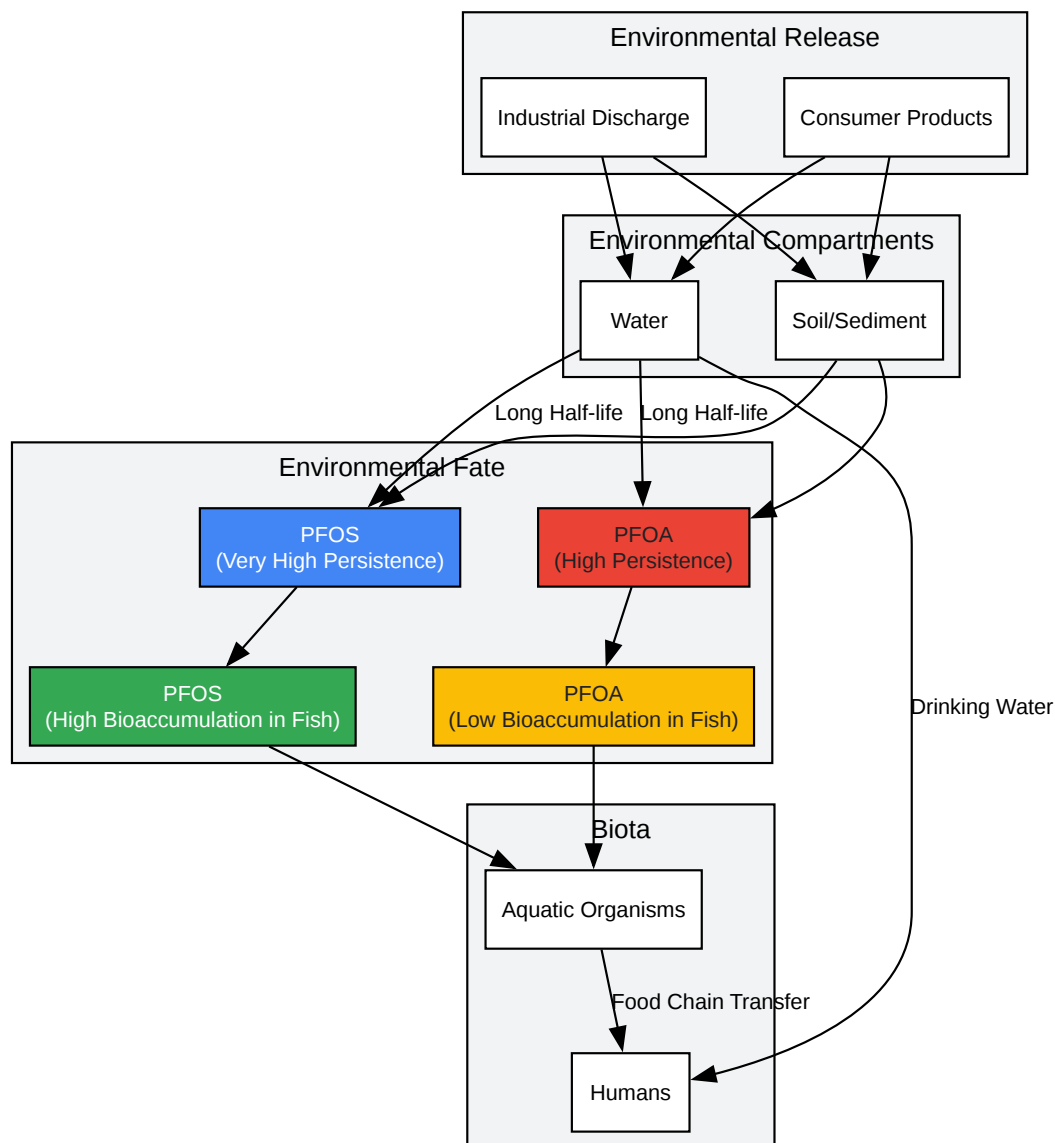 Environmental Release
Industrial Discharge
Consumer Products
Environmental Compartments
Water
Soil/Sediment
Long Half-life
Long Half-life
Environmental Fate
PFOS
(Very High Persistence)
PFOA
(High Persistence)
PFOS
(High Bioaccumulation in Fish)
PFOA
(Low Bioaccumulation in Fish)
Drinking Water
Biota
Aquatic Organisms
Food Chain Transfer
Humans